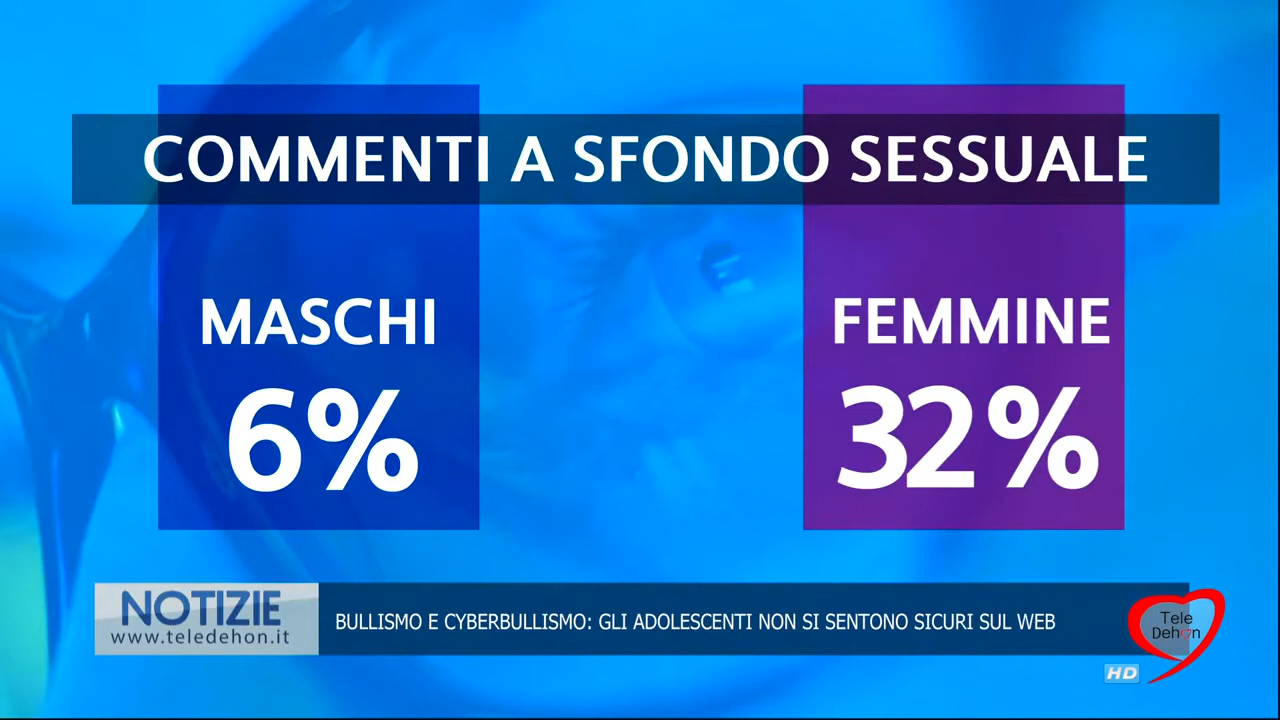 COMMENTI A SFONDO SESSUALE
MASCHI
6%
FEMMINE
32%
NOTIZIE
www.teledehon.it
BULLISMO E CYBERBULLISMO: GLI ADOLESCENTI NON SI SENTONO SICURI SUL WEB
Tele
Dehon
HD